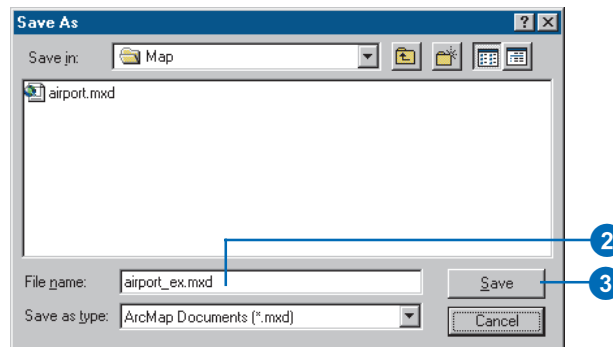 Save As
Save in: Map
airport.mxd
2
File name: airport_ex.mxd Save 3
Save as type: ArcMap Documents (*.mxd) Cancel